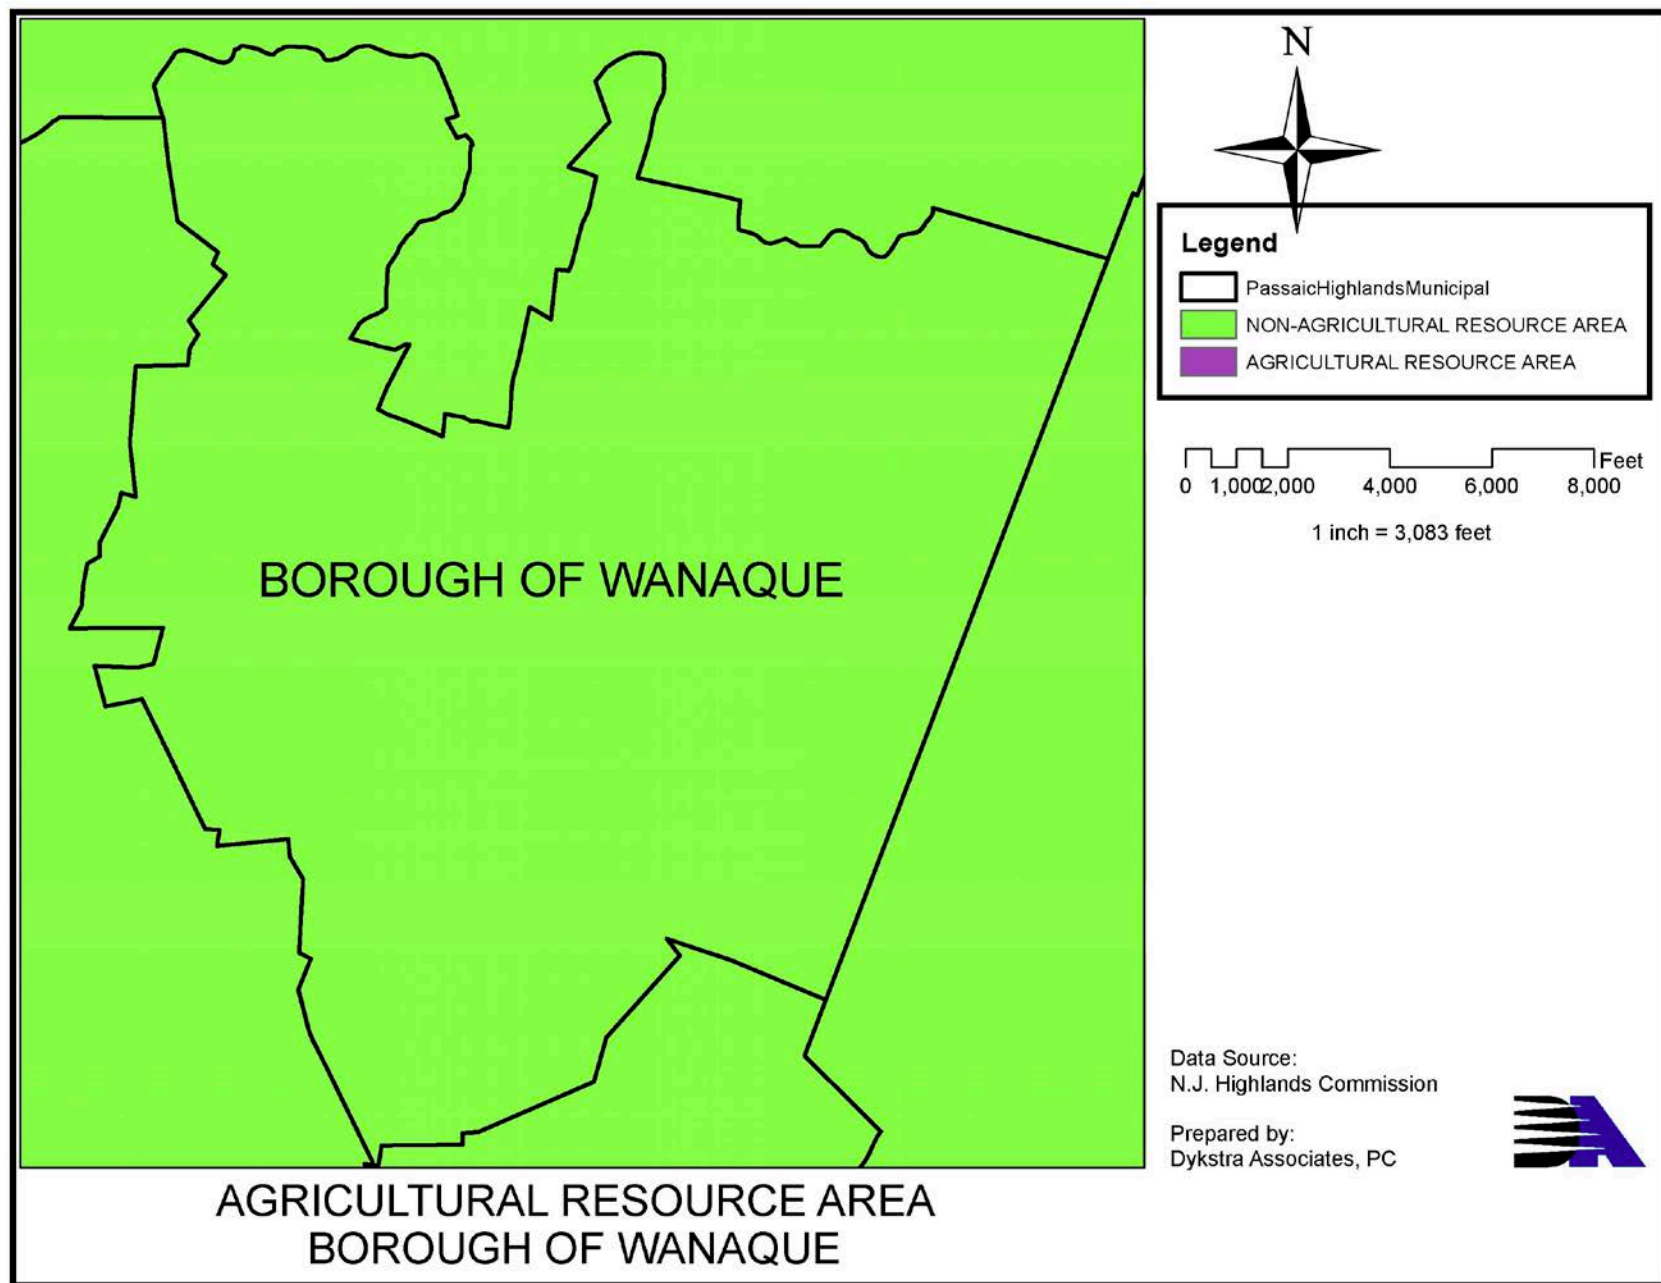 N
Legend
PassaicHighlandsMunicipal
NON-AGRICULTURAL RESOURCE AREA
AGRICULTURAL RESOURCE AREA
Feet
0 1,000 2,000 4,000 6,000 8,000
1 inch = 3,083 feet
BOROUGH OF WANAQUE
Data Source:
N.J. Highlands Commission
Prepared by:
Dykstra Associates, PC
DA
AGRICULTURAL RESOURCE AREA
BOROUGH OF WANAQUE